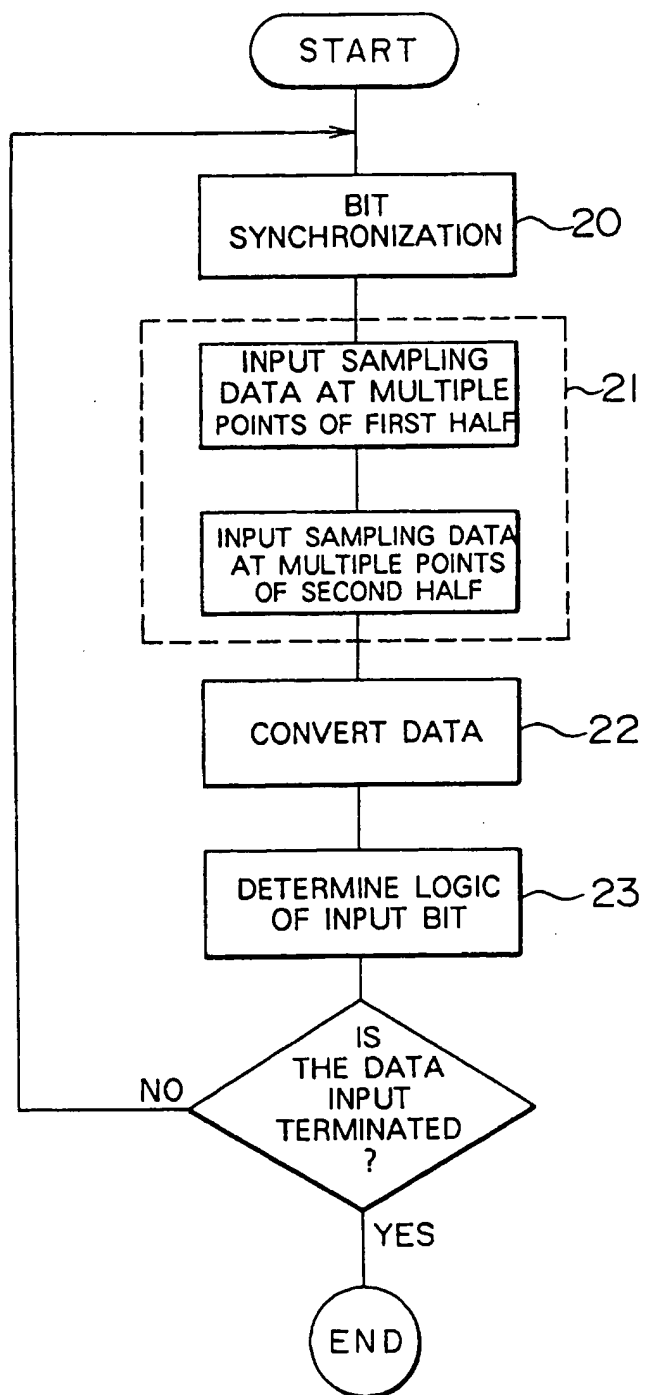 START
BIT
SYNCHRONIZATION
20
INPUT SAMPLING
DATA AT MULTIPLE
POINTS OF FIRST HALF
21
INPUT SAMPLING DATA
AT MULTIPLE POINTS
OF SECOND HALF
CONVERT DATA
22
DETERMINE LOGIC
OF INPUT BIT
23
IS
THE DATA
INPUT
TERMINATED
?
NO
YES
END